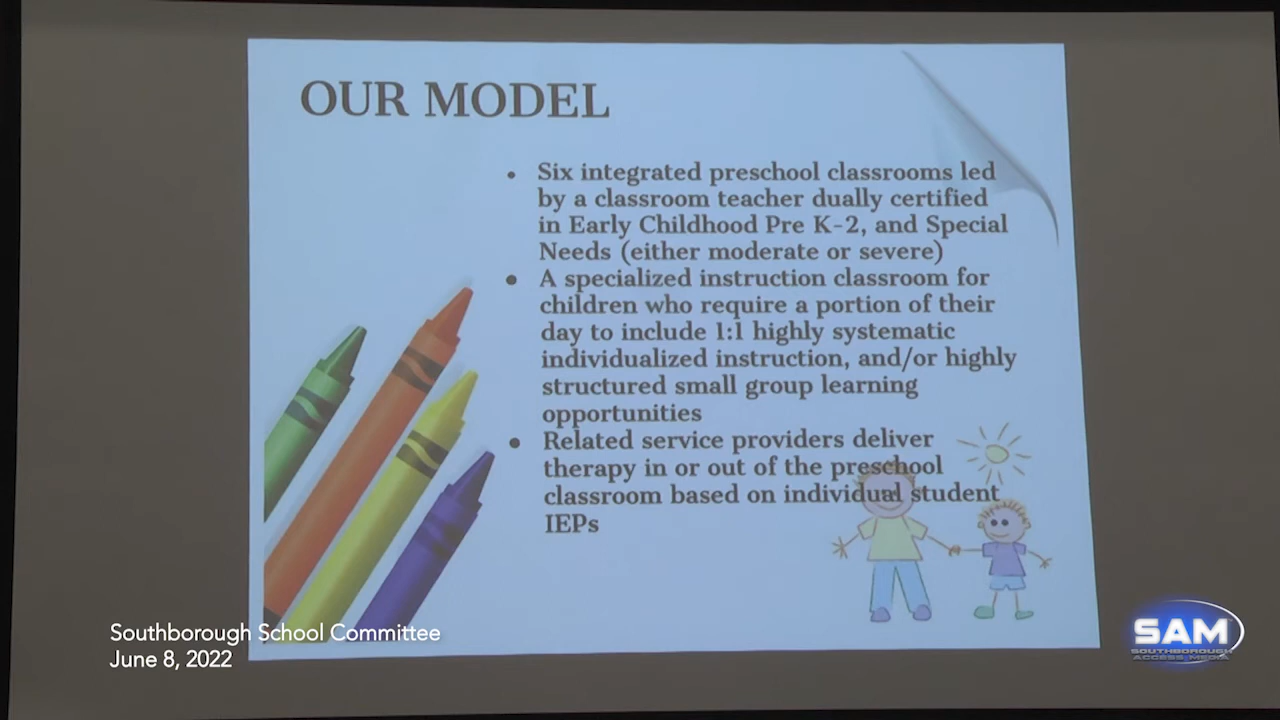 OUR MODEL
• Six integrated preschool classrooms led
by a classroom teacher dually certified
in Early Childhood Pre K-2, and Special
Needs (either moderate or severe)
• A specialized instruction classroom for
children who require a portion of their
day to include 1:1 highly systematic
individualized instruction, and/or highly
structured small group learning
opportunities
• Related service providers deliver
therapy in or out of the preschool
classroom based on individual student
IEPs
Southborough School Committee
June 8, 2022
SAM
SOUTHBOROUGH
ACCESS MEDIA